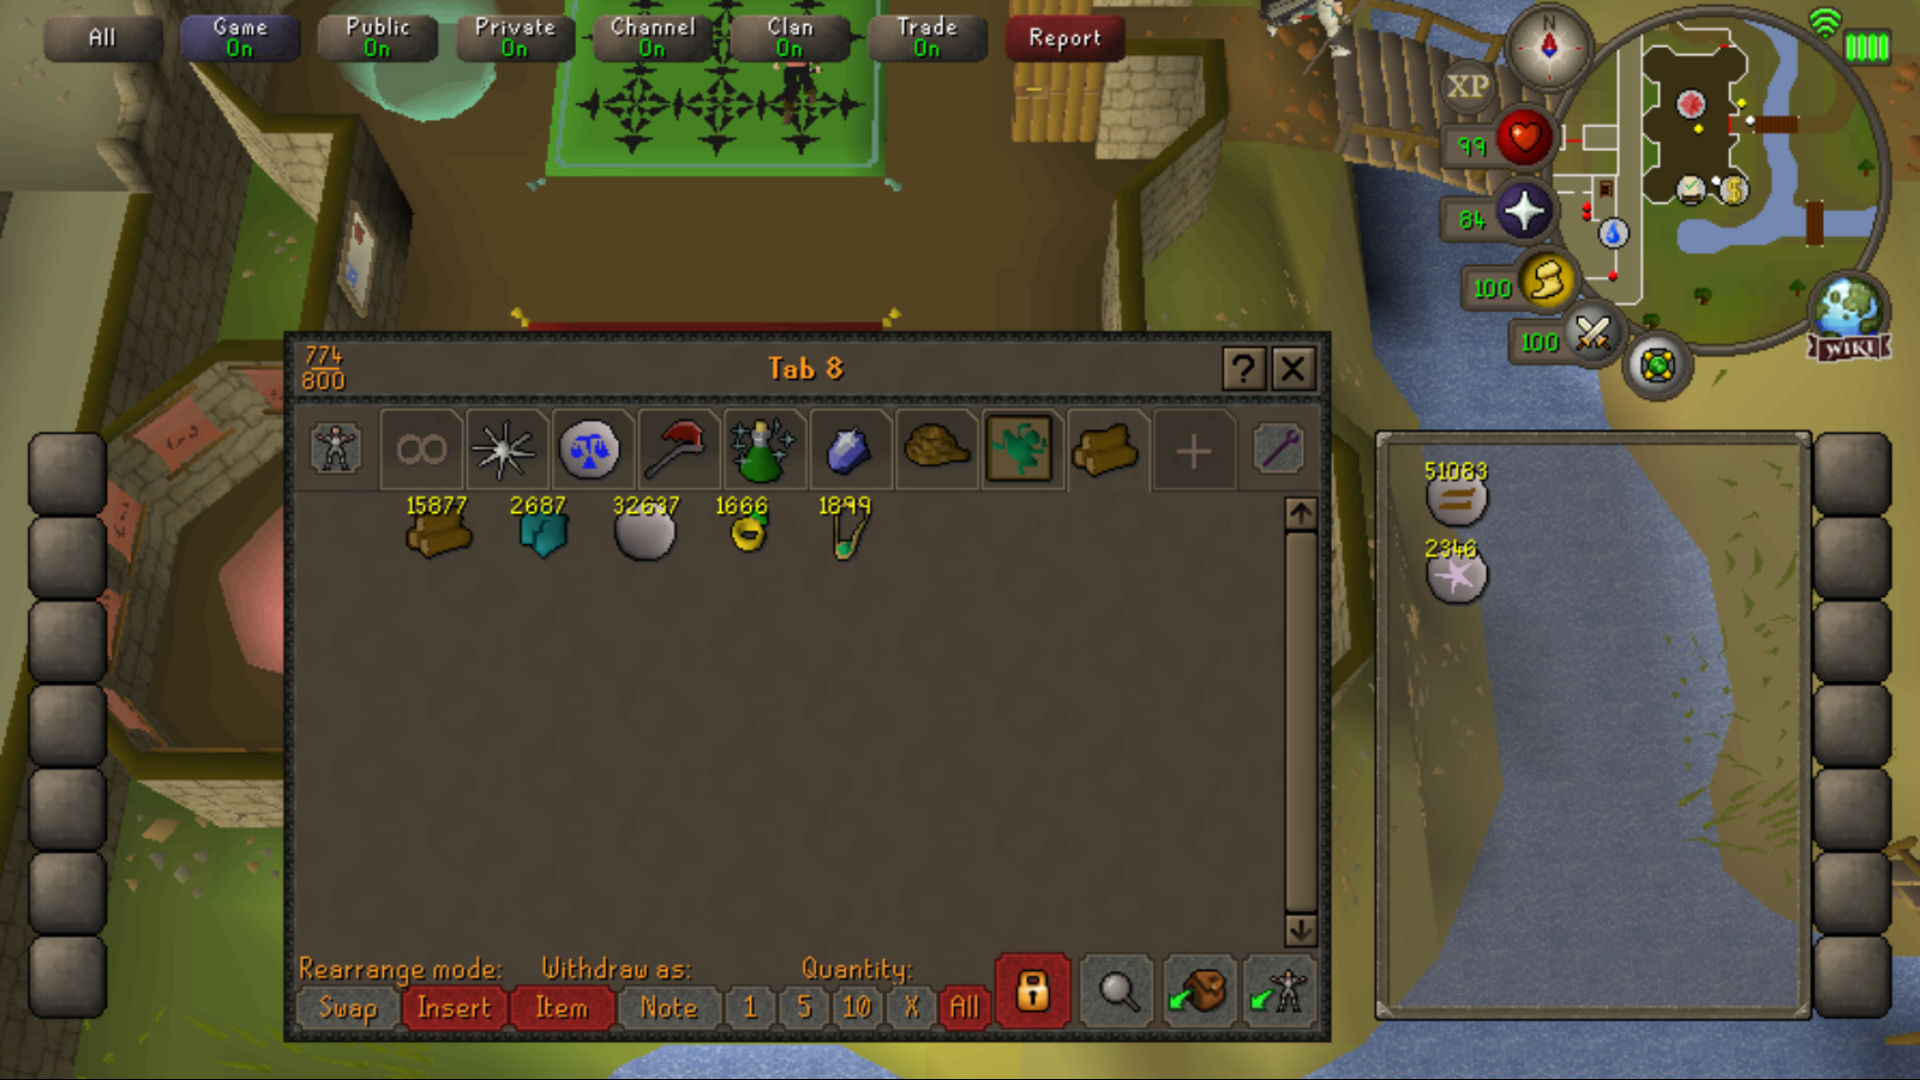 All
Game
On
Public
On
Private
On
Channel
On
Clan
On
Trade
On
Report
N
XP
99
84
100
100
WIKI
774
800
Tab 8
?
15877
2687
32637
1666
1899
51083
2346
Rearrange mode:
Withdraw as:
Quantity:
Swap
Insert
Item
Note
1
5
10
X
All